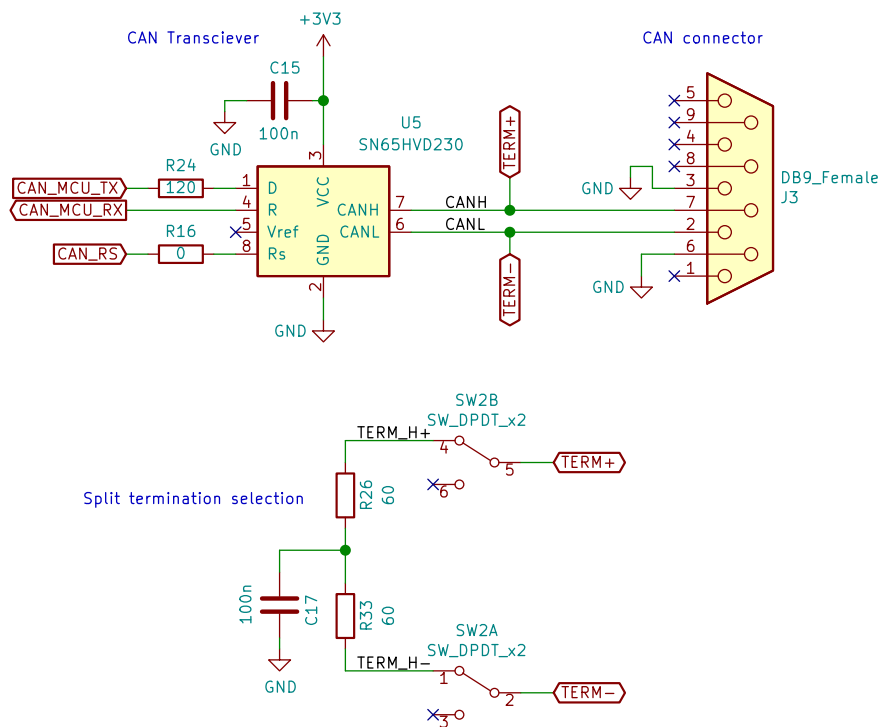 +3V3
CAN Transciever
CAN connector
C15
100n
GND
U5
SN65HVD230
TERM+
R24
120
CAN_MCU_TX
CAN_MCU_RX
R16
0
CAN_RS
3
VCC
1
D
4
R
5
Vref
8
Rs
CANH
7
CANL
6
GND
2
GND
CANH
CANL
TERM-
5
9
4
8
3
7
2
6
1
GND
GND
DB9_Female
J3
SW2B
SW_DPDT_x2
TERM_H+
4
5
6
TERM+
Split termination selection
R26
60
100n
C17
R33
60
GND
SW2A
SW_DPDT_x2
TERM_H-
1
2
3
TERM-